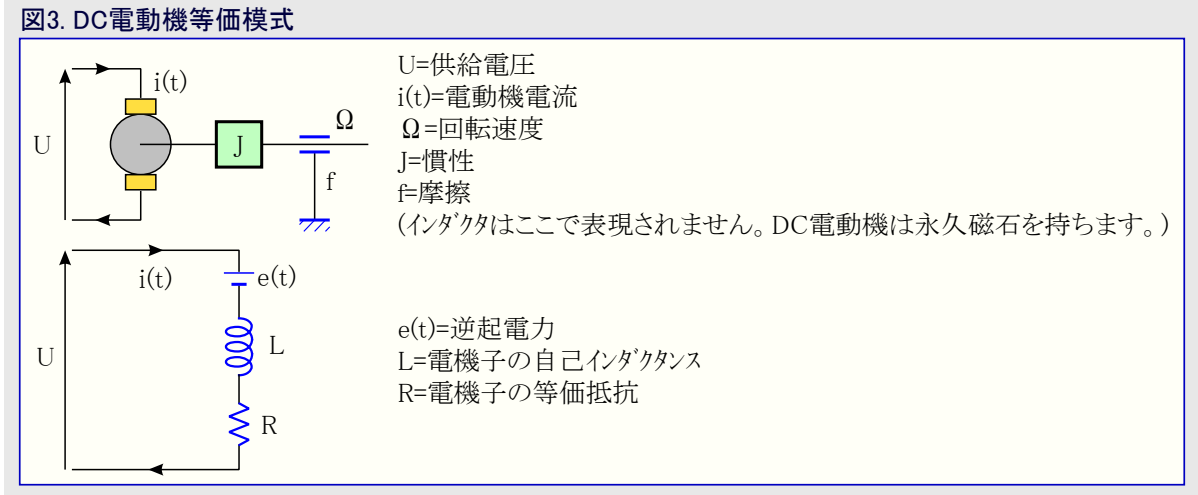 図3. DC電動機等価模式
U
i(t)
J
Ω
f
U=供給電圧
i(t)=電動機電流
Ω=回転速度
J=慣性
f=摩擦
(インダクタはここで表現されません。DC電動機は永久磁石を持ちます。)
U
i(t)
e(t)
L
R
e(t)=逆起電力
L=電機子の自己インダクタンス
R=電機子の等価抵抗